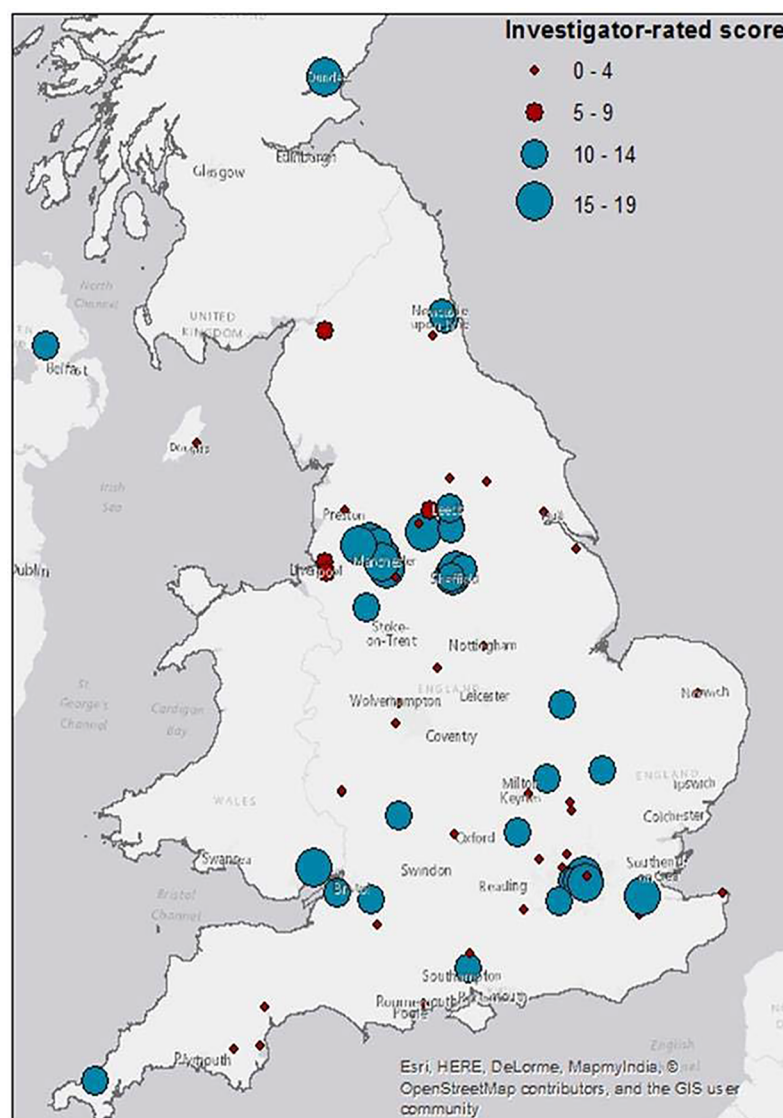 Investigator-rated score
0 - 4
5 - 9
10 - 14
15 - 19
Edinburgh
Glasgow
North
Channel
UNITED
KINGDOM
Newcastle
upon Tyne
Belfast
Douglas
Irish
Sea
Preston
Leeds
Hull
Dublin
Liverpool
Manchester
Sheffield
Stoke-
on-Trent
Nottingham
St.
George's
Channel
Cardigan
Bay
ENGLAND
Leicester
Norwich
Wolverhampton
Coventry
WALES
Milton
Keynes
ENGLAND
Ipswich
Colchester
Oxford
Swansea
Swindon
Southend
Reading
Bristol
Bristol
Channel
Southampton
Portsmouth
Bournemouth
Poole
Plymouth
English
nel
Esri, HERE, DeLorme, MapmyIndia, ©
OpenStreetMap contributors, and the GIS user
community